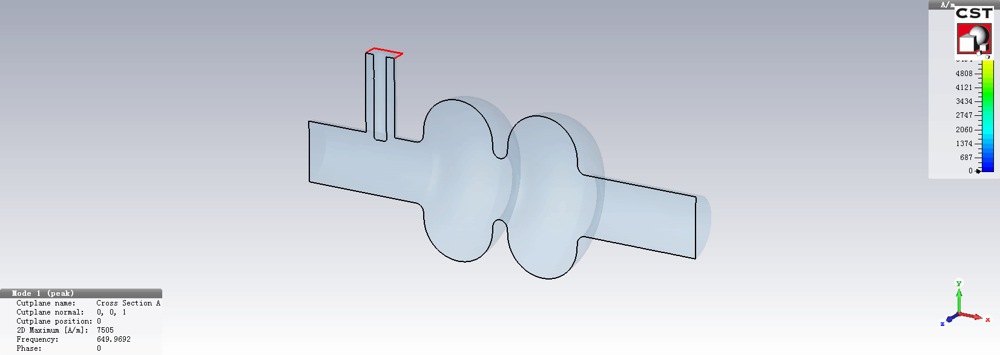 A/m
CST
4808
4121
3434
2747
2060
1374
687
0
Mode 1 (peak)
Cutplane name: Cross Section A
Cutplane normal: 0, 0, 1
Cutplane position: 0
2D Maximum [A/m]: 7505
Frequency: 649.9692
Phase: 0
y
x
z